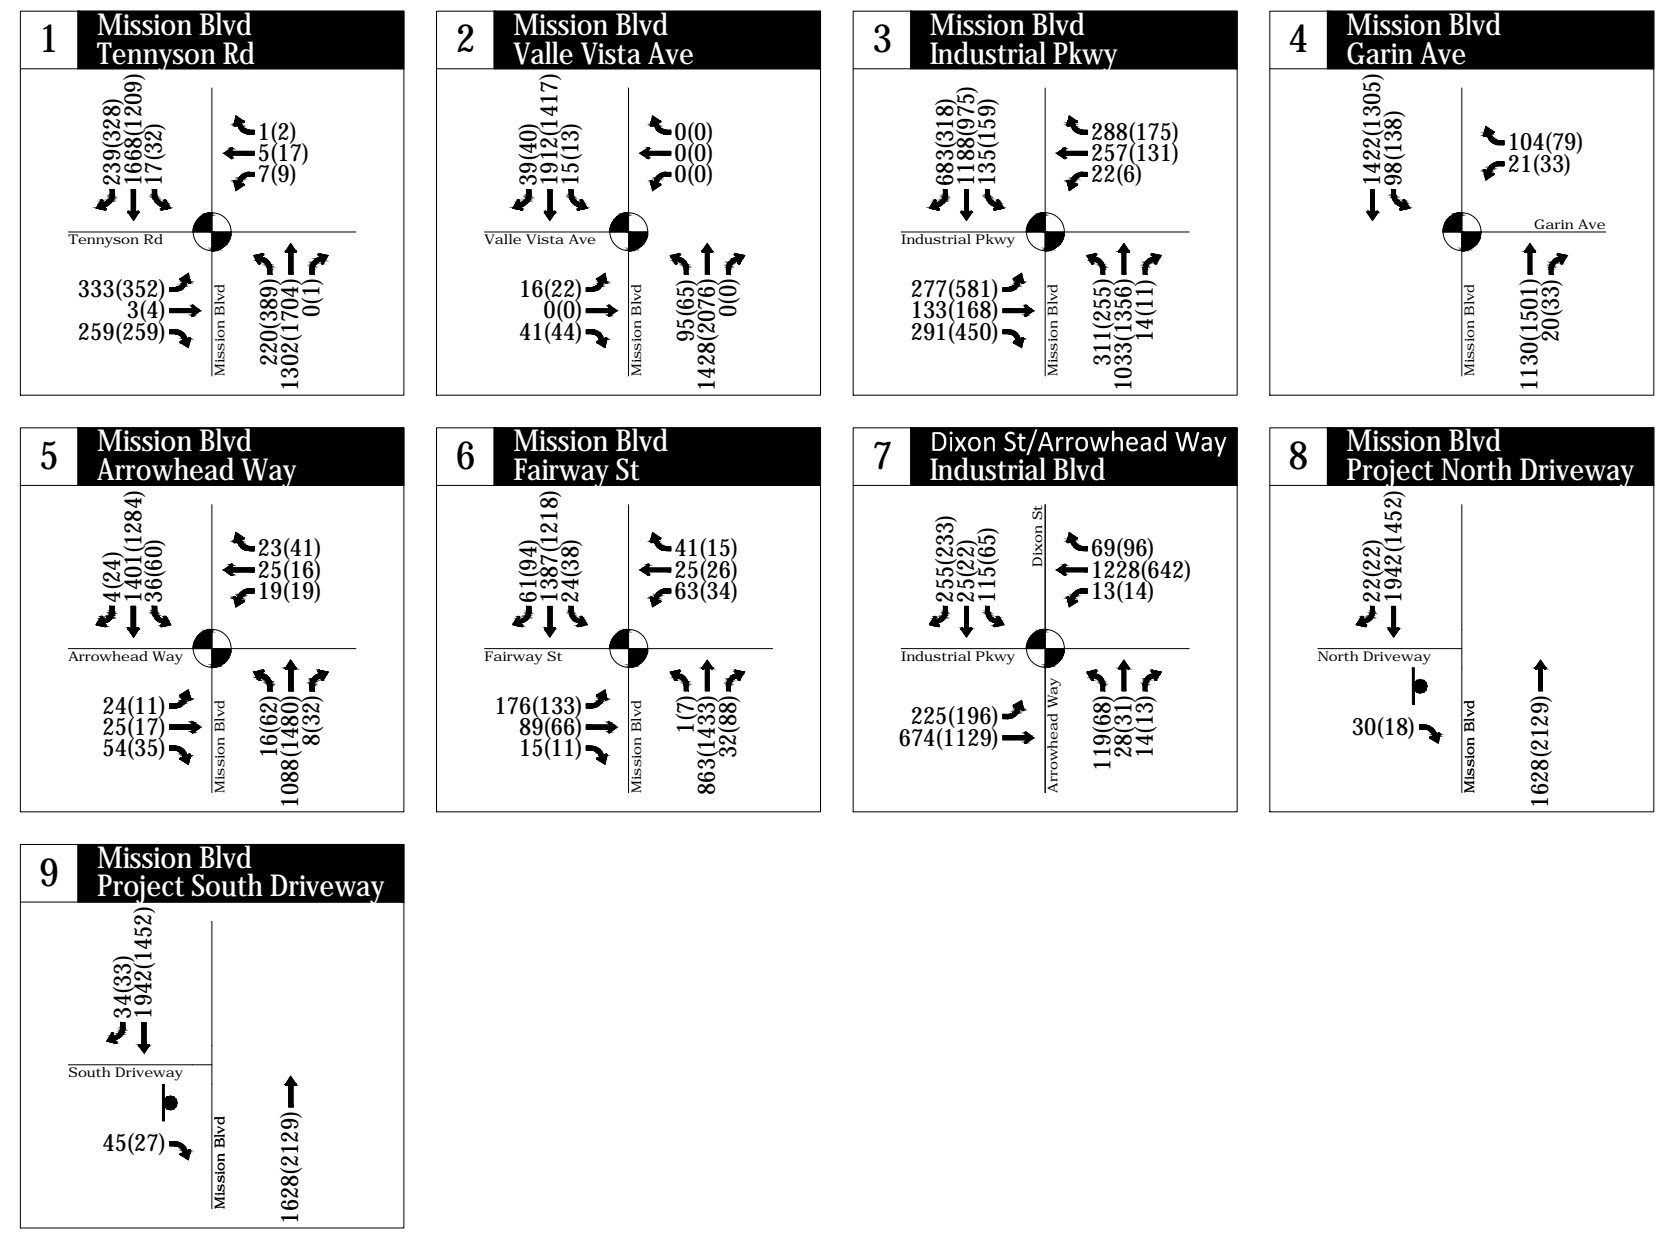 1
Mission Blvd
Tennyson Rd
239(328)
1668(1209)
17(32)
1(2)
5(17)
7(9)
Tennyson Rd
333(352)
3(4)
259(259)
Mission Blvd
220(389)
1302(1704)
0(1)
2
Mission Blvd
Valle Vista Ave
39(40)
1912(1417)
15(13)
0(0)
0(0)
0(0)
Valle Vista Ave
16(22)
0(0)
41(44)
Mission Blvd
95(65)
1428(2076)
0(0)
3
Mission Blvd
Industrial Pkwy
683(318)
1188(975)
135(159)
288(175)
257(131)
22(6)
Industrial Pkwy
277(581)
133(168)
291(450)
Mission Blvd
311(255)
1033(1356)
14(11)
4
Mission Blvd
Garin Ave
1422(1305)
98(138)
104(79)
21(33)
Garin Ave
Mission Blvd
1130(1501)
20(33)
5
Mission Blvd
Arrowhead Way
4(24)
1401(1284)
36(60)
23(41)
25(16)
19(19)
Arrowhead Way
24(11)
25(17)
54(35)
Mission Blvd
16(62)
1088(1480)
8(32)
6
Mission Blvd
Fairway St
61(94)
1387(1218)
24(38)
41(15)
25(26)
63(34)
Fairway St
176(133)
89(66)
15(11)
Mission Blvd
1(7)
863(1433)
32(88)
7
Dixon St/Arrowhead Way
Industrial Blvd
255(233)
25(22)
115(65)
Dixon St
69(96)
1228(642)
13(14)
Industrial Pkwy
225(196)
674(1129)
Arrowhead Way
119(68)
28(31)
14(13)
8
Mission Blvd
Project North Driveway
22(22)
1942(1452)
North Driveway
30(18)
Mission Blvd
1628(2129)
9
Mission Blvd
Project South Driveway
34(33)
1942(1452)
South Driveway
45(27)
Mission Blvd
1628(2129)